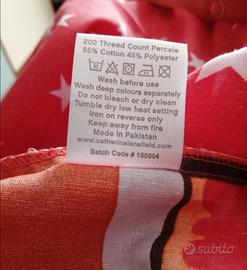 200 Thread Count Percale
55% Cotton 45% Polyester
Wash before use
Wash deep colours separately
Do not bleach or dry clean
Tumble dry low heat setting
Iron on reverse only
Keep away from fire
Made in Pakistan
www.catherinelansfield.com
Batch Code # 150904
subito